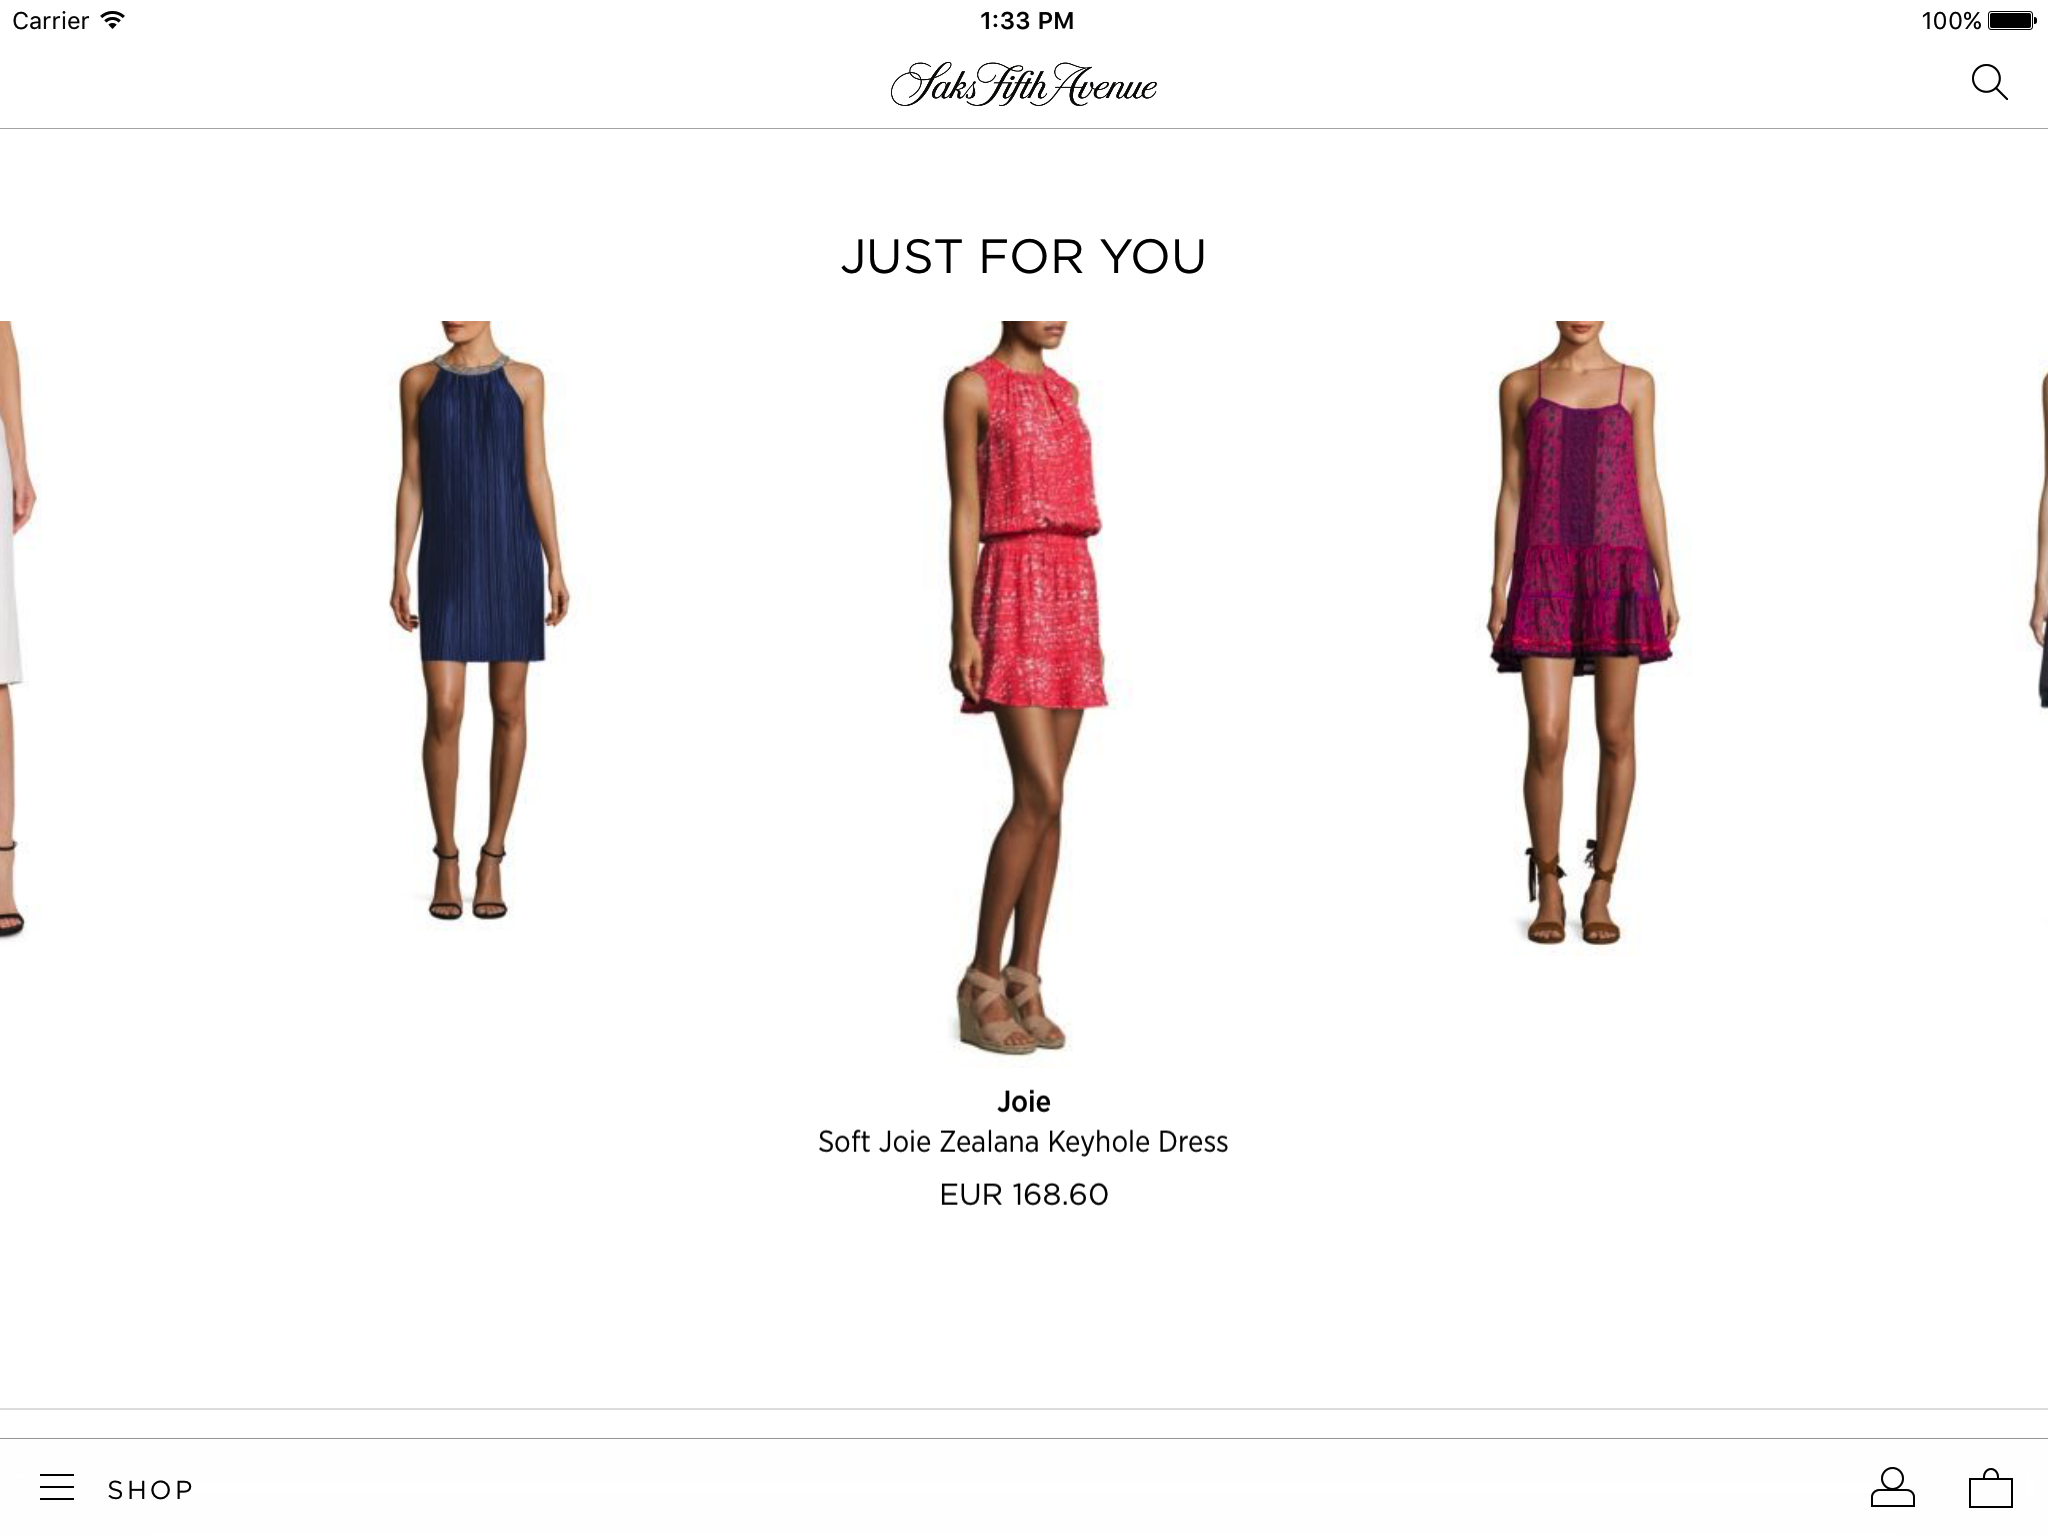 Carrier
1:33 PM
100%
Saks Fifth Avenue
JUST FOR YOU
Joie
Soft Joie Zealana Keyhole Dress
EUR 168.60
SHOP